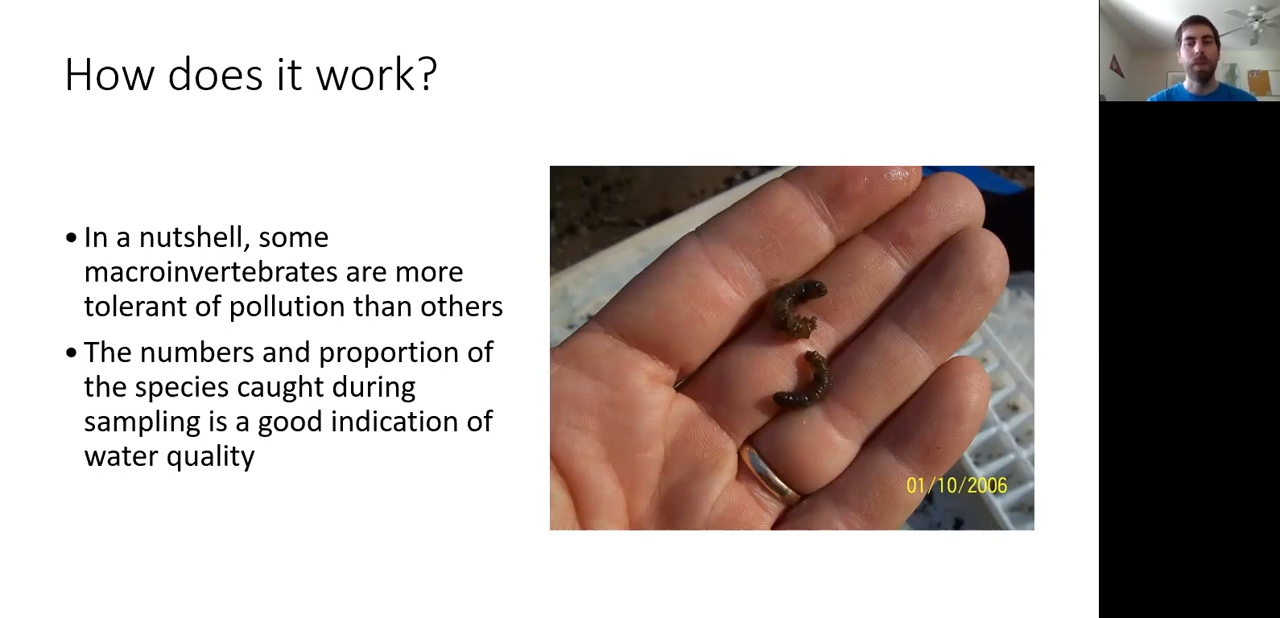 How does it work?
• In a nutshell, some
macroinvertebrates are more
tolerant of pollution than others
• The numbers and proportion of
the species caught during
sampling is a good indication of
water quality
01/10/2006